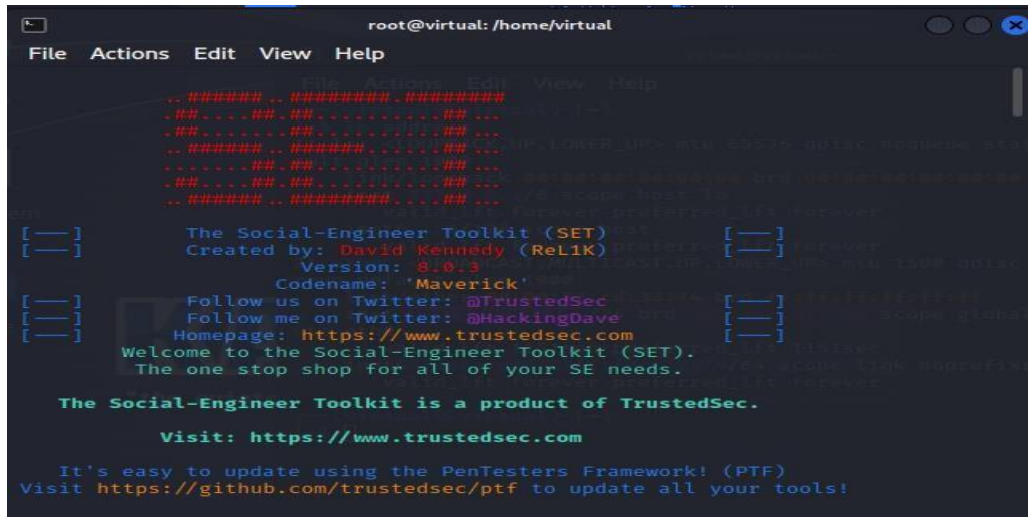 root@virtual: /home/virtual
File Actions Edit View Help
.. ###### .. ########.########
.##....##.##..........## ...
.##.......##..........## ...
.. ###### .. ######......## ...
......##.##..........## ...
.##....##.##..........## ...
.. ###### .. ########....## ...
[---] The Social-Engineer Toolkit (SET) [---]
[---] Created by: David Kennedy (ReL1K) [---]
Version: 8.0.3
Codename: 'Maverick'
[---] Follow us on Twitter: @TrustedSec [---]
[---] Follow me on Twitter: @HackingDave [---]
[---] Homepage: https://www.trustedsec.com [---]
Welcome to the Social-Engineer Toolkit (SET).
The one stop shop for all of your SE needs.
The Social-Engineer Toolkit is a product of TrustedSec.
Visit: https://www.trustedsec.com
It's easy to update using the PenTesters Framework! (PTF)
Visit https://github.com/trustedsec/ptf to update all your tools!